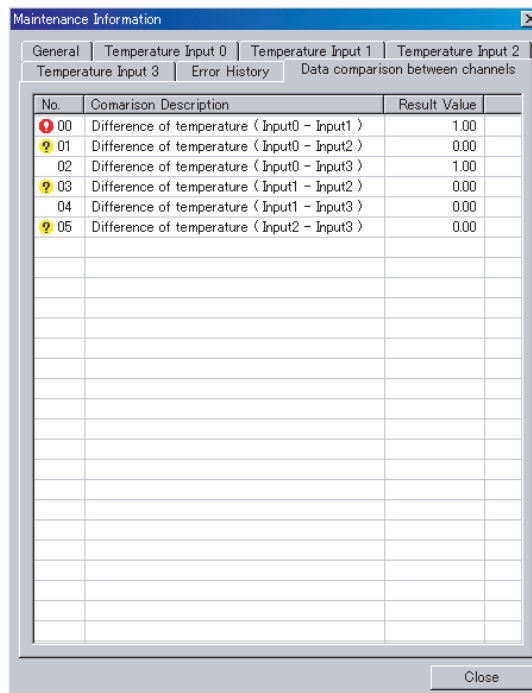 Maintenance Information
General Temperature Input 0 Temperature Input 1 Temperature Input 2
Temperature Input 3 Error History Data comparison between channels
No. Comarison Description Result Value
00 Difference of temperature ( Input0 - Input1 ) 1.00
? 01 Difference of temperature ( Input0 - Input2 ) 0.00
02 Difference of temperature ( Input0 - Input3 ) 1.00
? 03 Difference of temperature ( Input1 - Input2 ) 0.00
04 Difference of temperature ( Input1 - Input3 ) 0.00
? 05 Difference of temperature ( Input2 - Input3 ) 0.00
Close